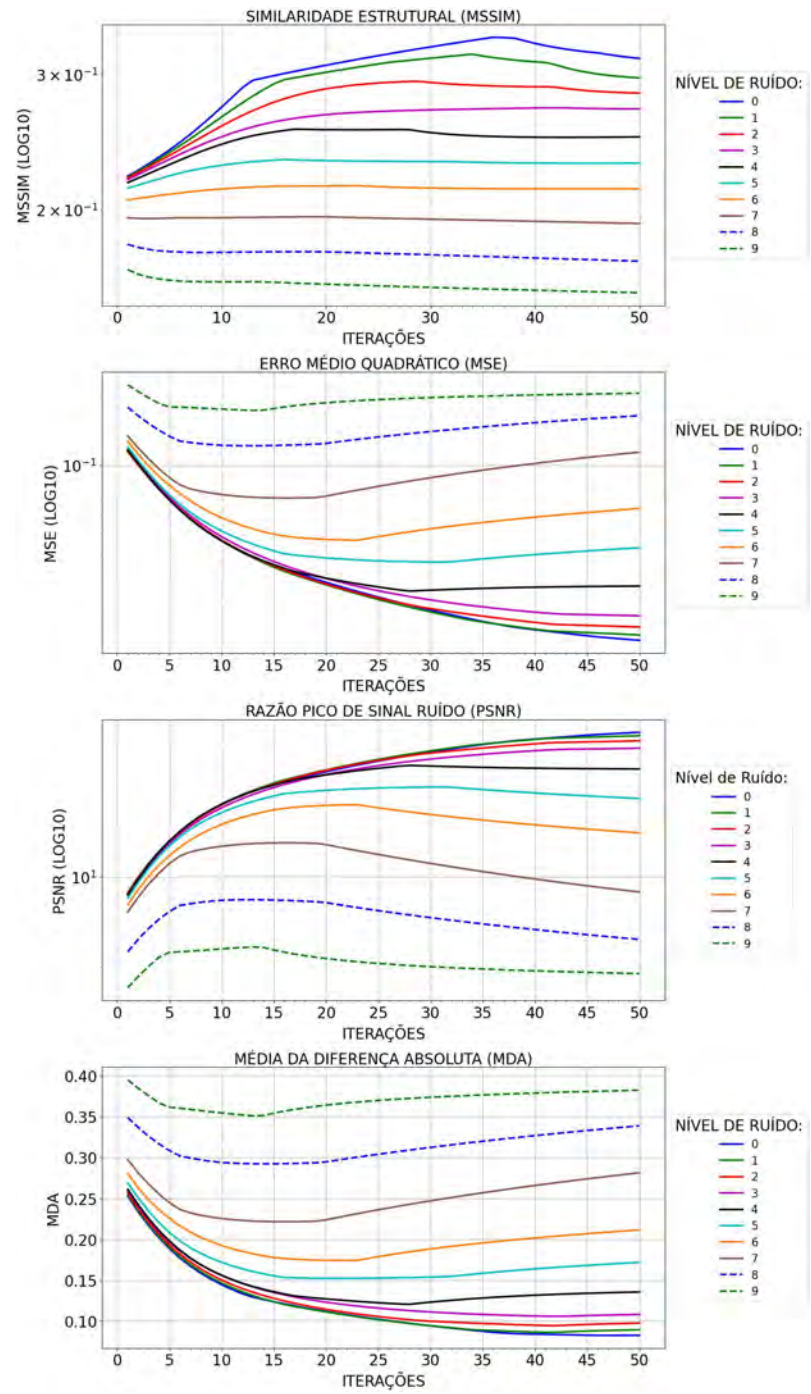 SIMILARIDADE ESTRUTURAL (MSSIM)
MSSIM (LOG10)
3 × 10⁻¹
2 × 10⁻¹
0 10 20 30 40 50
ITERAÇÕES
NÍVEL DE RUÍDO:
0
1
2
3
4
5
6
7
8
9
ERRO MÉDIO QUADRÁTICO (MSE)
MSE (LOG10)
10⁻¹
0 5 10 15 20 25 30 35 40 45 50
ITERAÇÕES
NÍVEL DE RUÍDO:
0
1
2
3
4
5
6
7
8
9
RAZÃO PICO DE SINAL RUÍDO (PSNR)
PSNR (LOG10)
10¹
0 5 10 15 20 25 30 35 40 45 50
ITERAÇÕES
Nível de Ruído:
0
1
2
3
4
5
6
7
8
9
MÉDIA DA DIFERENÇA ABSOLUTA (MDA)
MDA
0.40
0.35
0.30
0.25
0.20
0.15
0.10
0 5 10 15 20 25 30 35 40 45 50
ITERAÇÕES
NÍVEL DE RUÍDO:
0
1
2
3
4
5
6
7
8
9